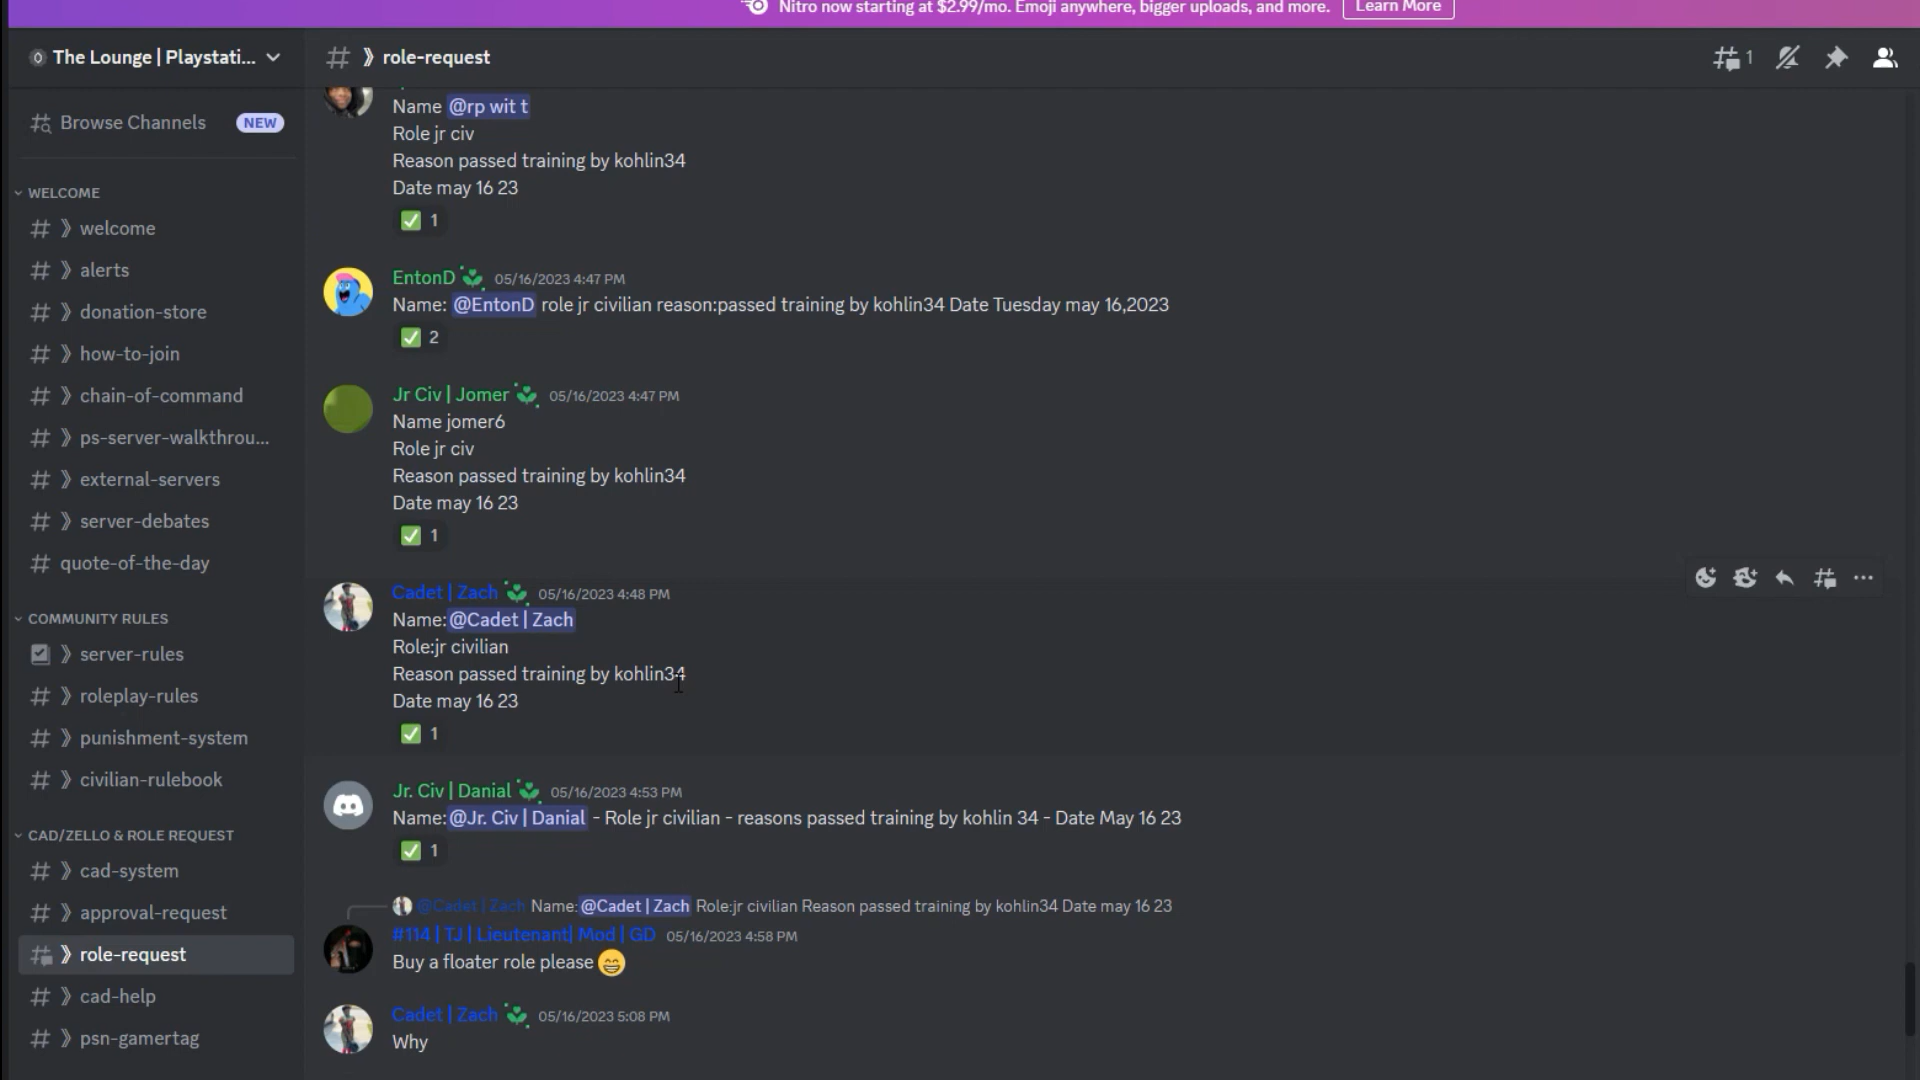 Nitro now starting at $2.99/mo. Emoji anywhere, bigger uploads, and more. Learn More
The Lounge | Playstati...
Browse Channels NEW
WELCOME
# 》 welcome
# 》 alerts
# 》 donation-store
# 》 how-to-join
# 》 chain-of-command
# 》 ps-server-walkthrou...
# 》 external-servers
# 》 server-debates
# quote-of-the-day
COMMUNITY RULES
》 server-rules
# 》 roleplay-rules
# 》 punishment-system
# 》 civilian-rulebook
CAD/ZELLO & ROLE REQUEST
# 》 cad-system
# 》 approval-request
# 》 role-request
# 》 cad-help
# 》 psn-gamertag
# 》 role-request
1
Name @rp wit t
Role jr civ
Reason passed training by kohlin34
Date may 16 23
✅ 1
EntonD 05/16/2023 4:47 PM
Name: @EntonD role jr civilian reason:passed training by kohlin34 Date Tuesday may 16,2023
✅ 2
Jr Civ | Jomer 05/16/2023 4:47 PM
Name jomer6
Role jr civ
Reason passed training by kohlin34
Date may 16 23
✅ 1
Cadet | Zach 05/16/2023 4:48 PM
Name:@Cadet | Zach
Role:jr civilian
Reason passed training by kohlin34
Date may 16 23
✅ 1
Jr. Civ | Danial 05/16/2023 4:53 PM
Name:@Jr. Civ | Danial - Role jr civilian - reasons passed training by kohlin 34 - Date May 16 23
✅ 1
@Cadet | Zach Name:@Cadet | Zach Role:jr civilian Reason passed training by kohlin34 Date may 16 23
#114 | TJ | Lieutenant| Mod | GD 05/16/2023 4:58 PM
Buy a floater role please 😁
Cadet | Zach 05/16/2023 5:08 PM
Why